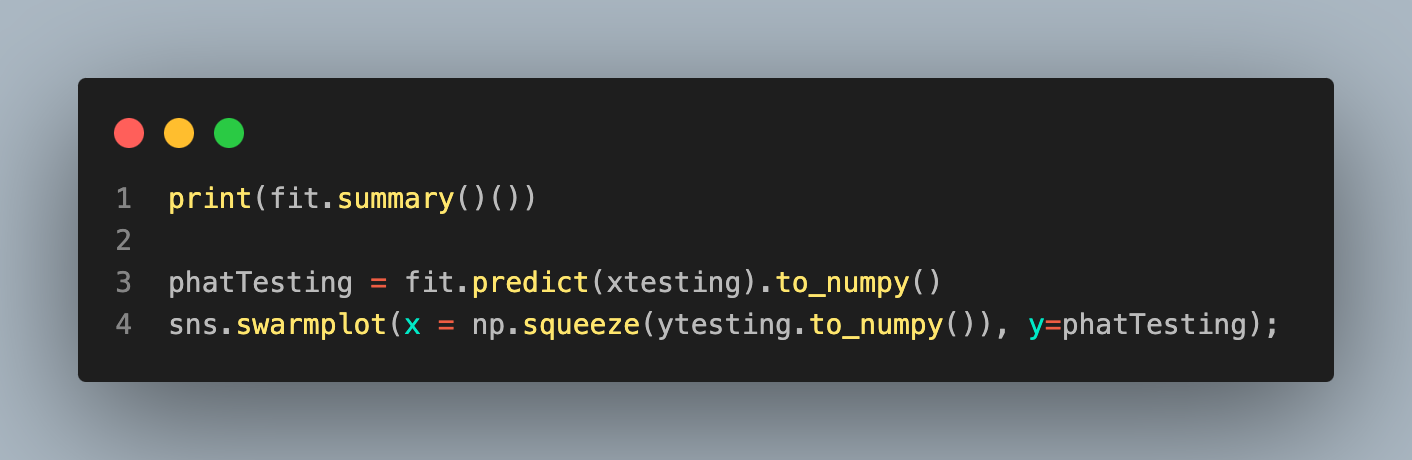 1 print(fit.summary()())
2
3 phatTesting = fit.predict(xtesting).to_numpy()
4 sns.swarmplot(x = np.squeeze(ytesting.to_numpy()), y=phatTesting);